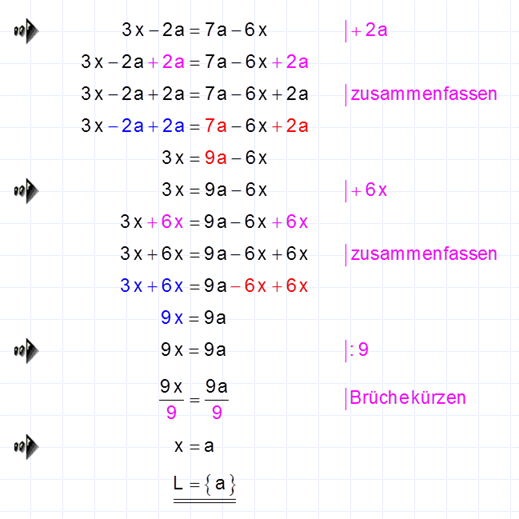 3x − 2a = 7a − 6x |+ 2a
3x − 2a + 2a = 7a − 6x + 2a
3x − 2a + 2a = 7a − 6x + 2a |zusammenfassen
3x − 2a + 2a = 7a − 6x + 2a
3x = 9a − 6x
3x = 9a − 6x |+ 6x
3x + 6x = 9a − 6x + 6x
3x + 6x = 9a − 6x + 6x |zusammenfassen
3x + 6x = 9a − 6x + 6x
9x = 9a
9x = 9a |: 9
9x/9 = 9a/9 |Brüchekürzen
x = a
L = {a}